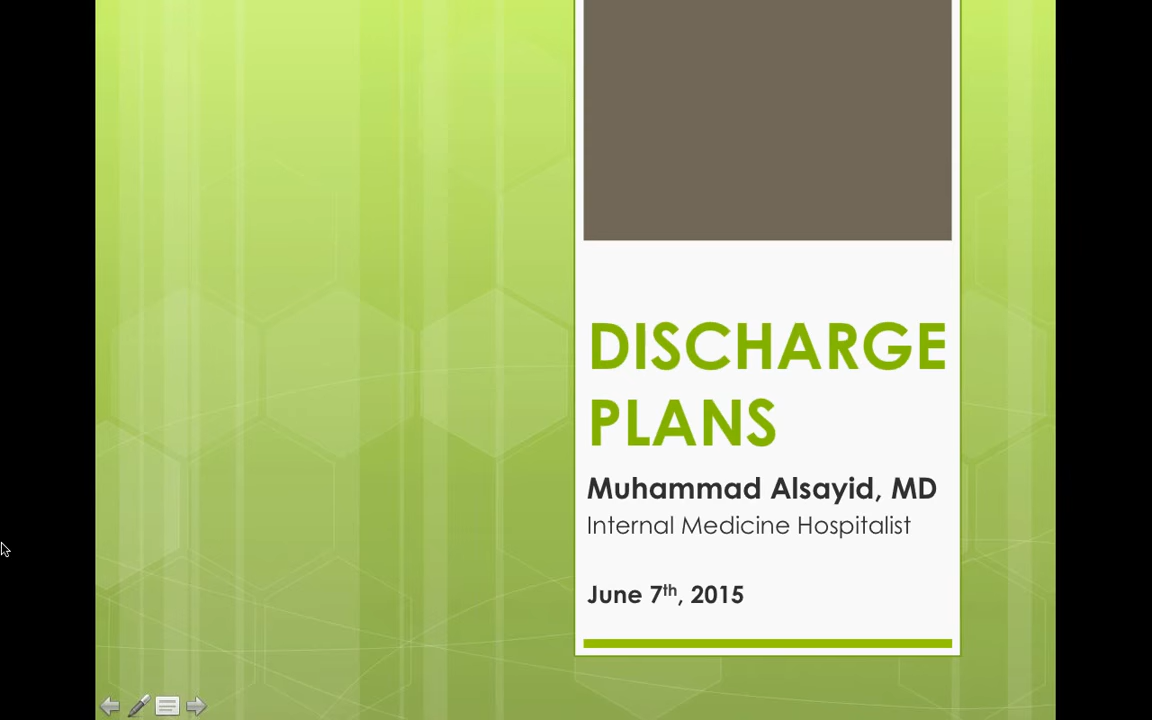 DISCHARGE
PLANS
Muhammad Alsayid, MD
Internal Medicine Hospitalist
June 7th, 2015